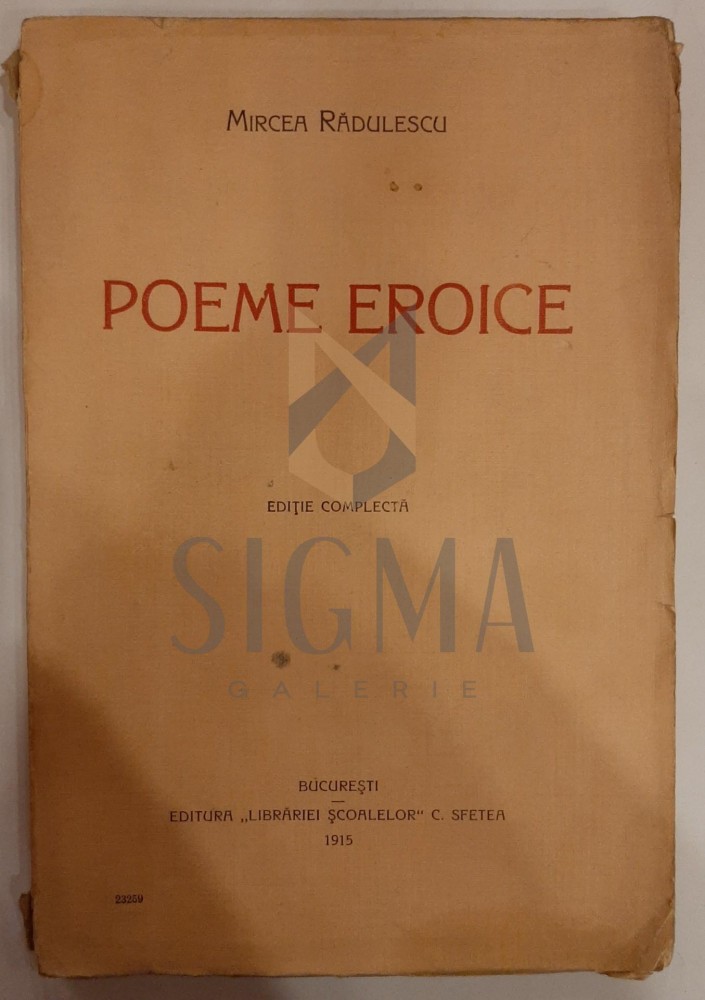 MIRCEA RĂDULESCU
POEME EROICE
EDIȚIE COMPLECTĂ
SIGMA
GALERIE
BUCUREȘTI
EDITURA „LIBRĂRIEI ȘCOALELOR" C. SFETEA
1915
23259